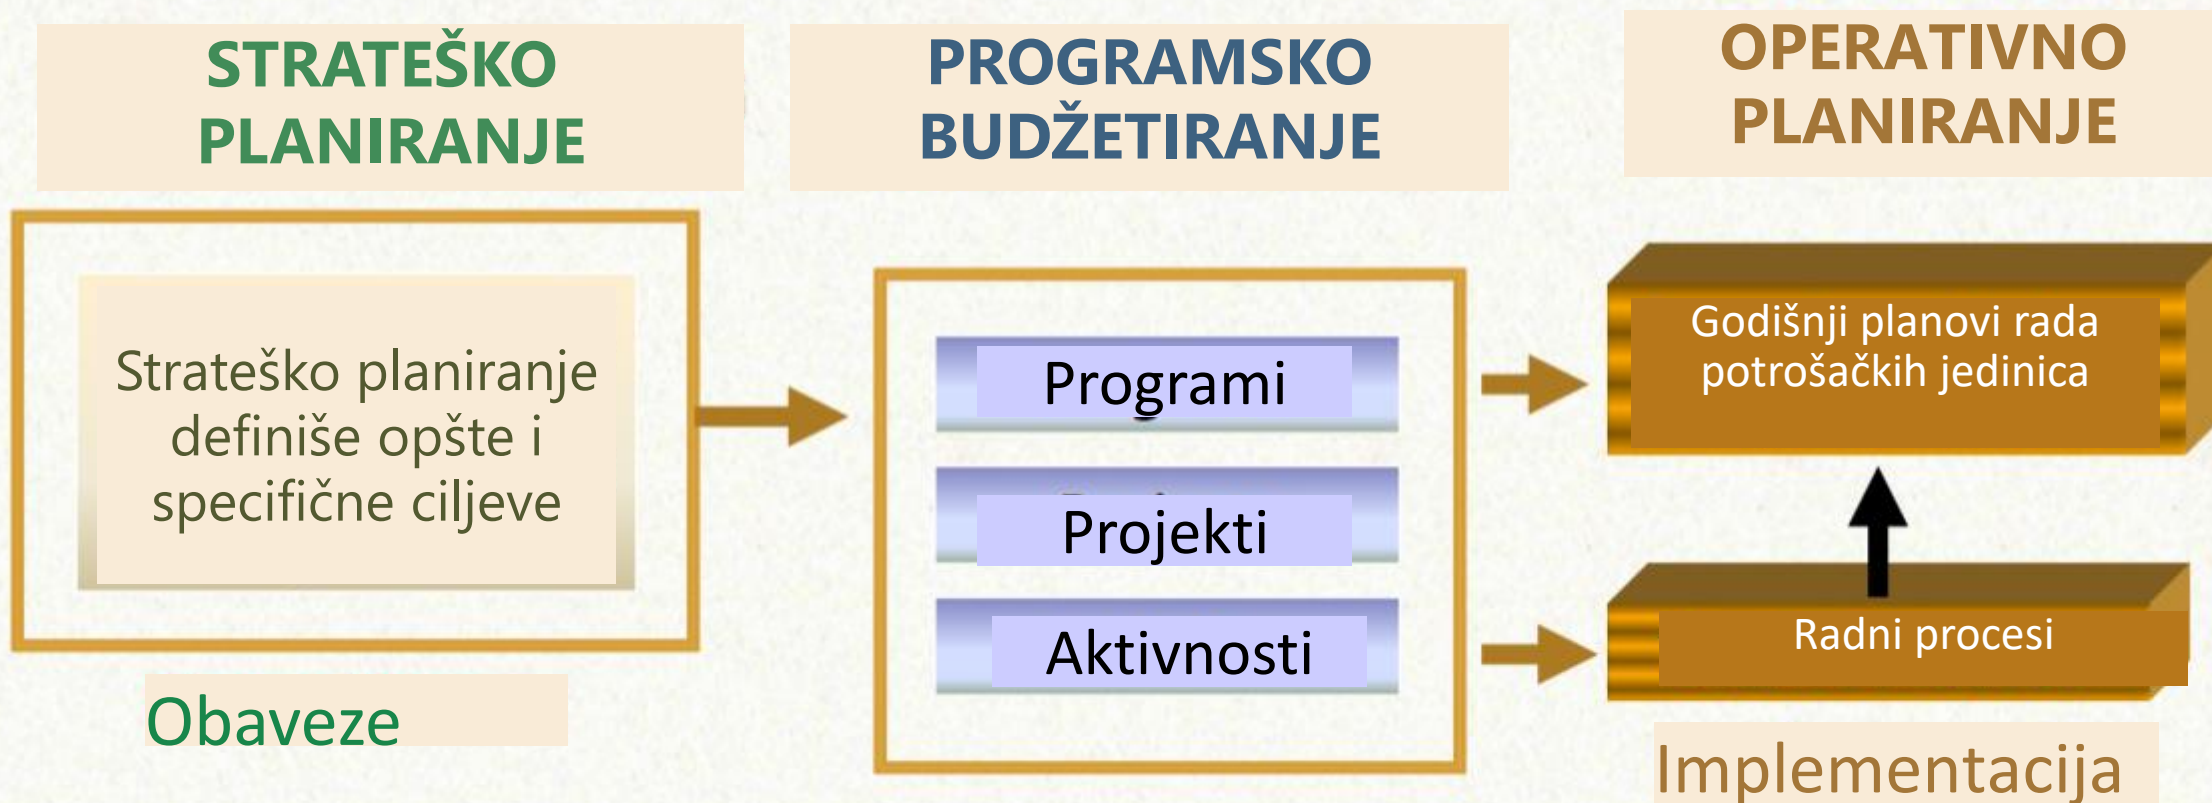 STRATEŠKO
PLANIRANJE
PROGRAMSKO
BUDŽETIRANJE
OPERATIVNO
PLANIRANJE
Strateško planiranje
definiše opšte i
specifične ciljeve
Obaveze
Programi
Projekti
Aktivnosti
Godišnji planovi rada
potrošačkih jedinica
Radni procesi
Implementacija